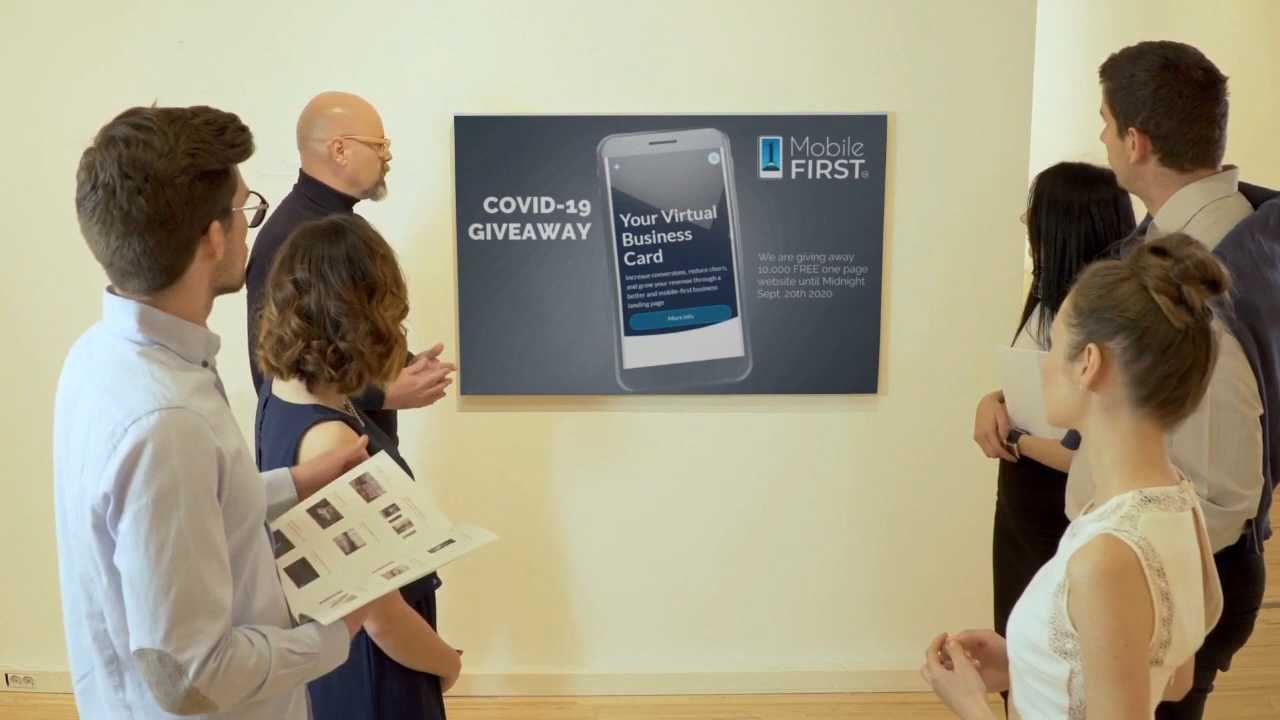 COVID-19
GIVEAWAY
Your Virtual
Business
Card
Increase conversions, reduce churn,
and grow your revenue through a
better and mobile-first business
landing page
More info
1
Mobile
FIRST
We are giving away
10,000 FREE one page
website until Midnight
Sept. 20th 2020